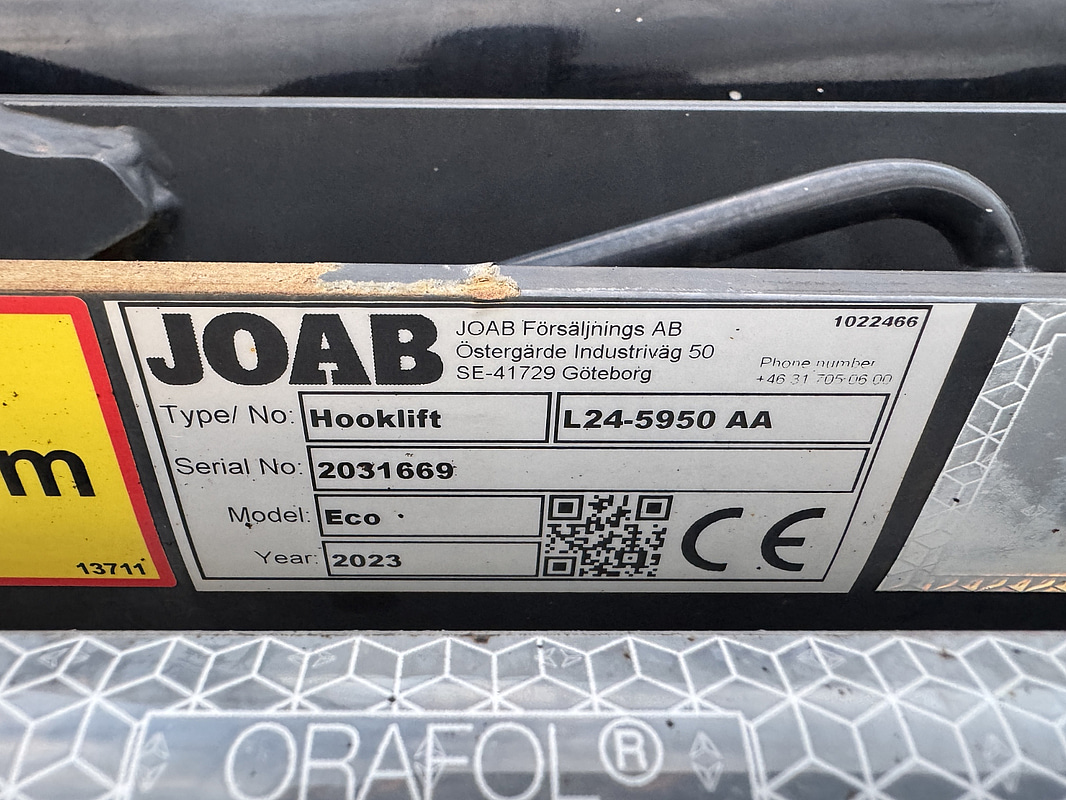 JOAB
JOAB Försäljnings AB
Östergärde Industriväg 50
SE-41729 Göteborg
1022466
Phone number
+46 31 705 06 00
Type/ No: Hooklift L24-5950 AA
Serial No: 2031669
Model: Eco
Year: 2023
CE
m
13711
ORAFOL®